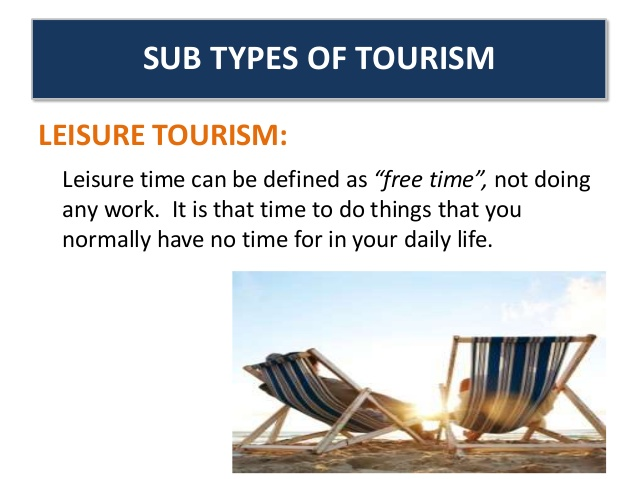 SUB TYPES OF TOURISM
LEISURE TOURISM:
Leisure time can be defined as “free time”, not doing
any work.  It is that time to do things that you
normally have no time for in your daily life.